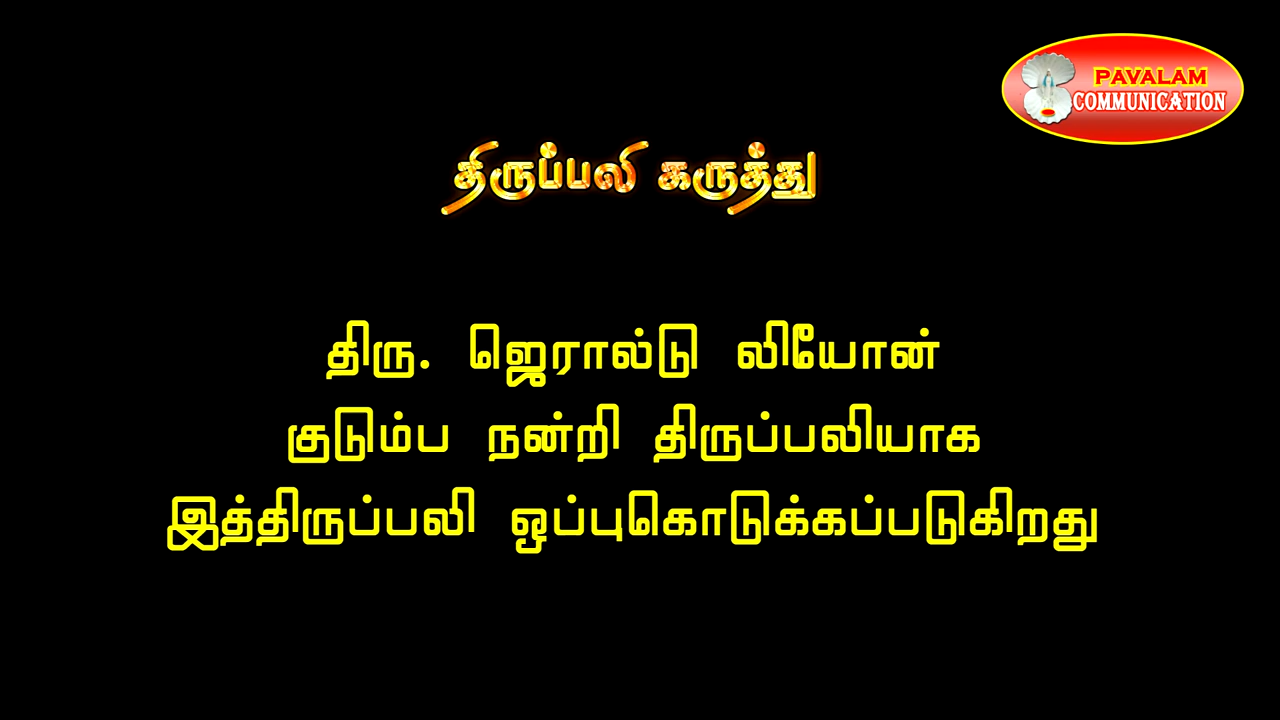 PAVALAM
COMMUNICATION
திருப்பலி கருத்து
திரு. ஜெரால்டு லியோன்
குடும்ப நன்றி திருப்பலியாக
இத்திருப்பலி ஒப்புகொடுக்கப்படுகிறது